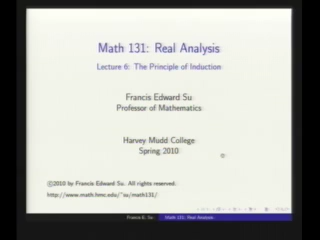 Math 131: Real Analysis
Lecture 6: The Principle of Induction
Francis Edward Su
Professor of Mathematics
Harvey Mudd College
Spring 2010
©2010 by Francis Edward Su. All rights reserved.
http://www.math.hmc.edu/~su/math131/
Francis E. Su Math 131: Real Analysis